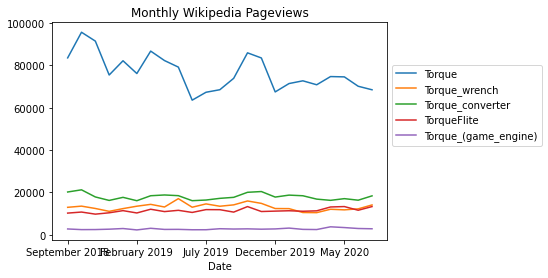 Monthly Wikipedia Pageviews
100000
80000
60000
40000
20000
0
Torque
Torque_wrench
Torque_converter
TorqueFlite
Torque_(game_engine)
September 2018 February 2019 July 2019 December 2019 May 2020
Date